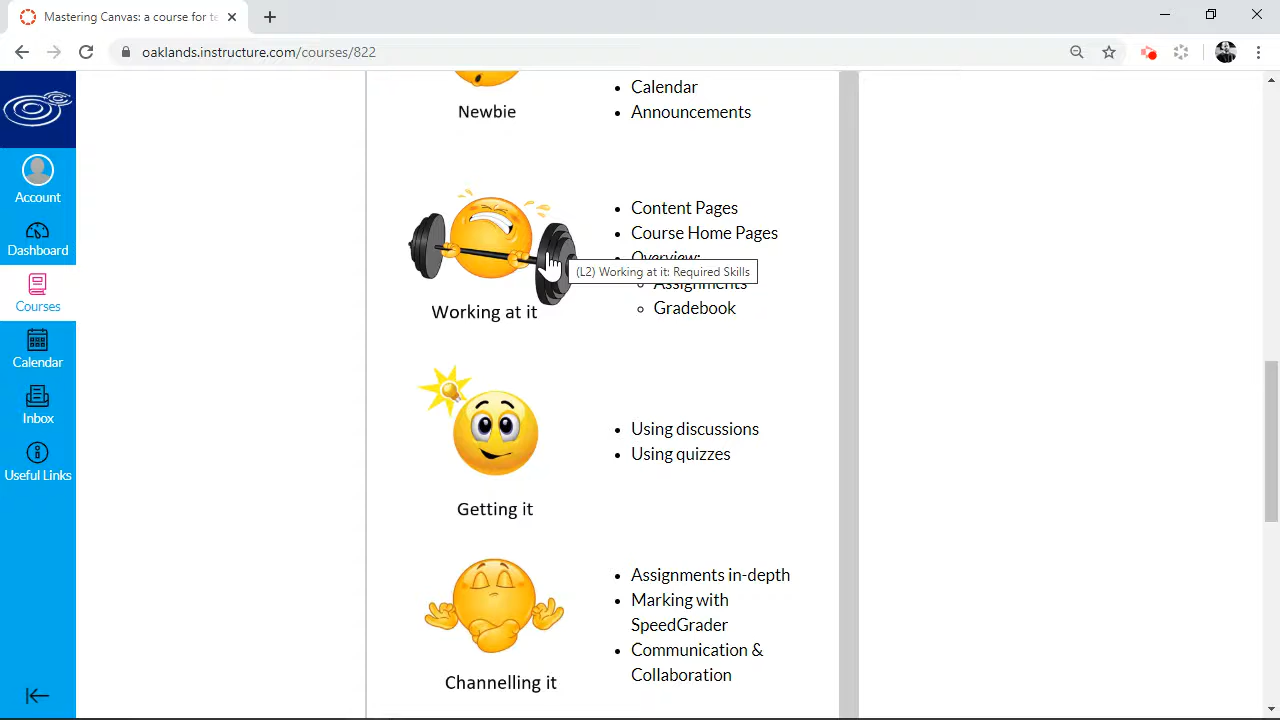 Mastering Canvas: a course for te
oaklands.instructure.com/courses/822
Account
Dashboard
Courses
Calendar
Inbox
Useful Links
Newbie
• Calendar
• Announcements
Working at it
• Content Pages
• Course Home Pages
• Overview:
(L2) Working at it: Required Skills
Assignments
Gradebook
Getting it
• Using discussions
• Using quizzes
Channelling it
• Assignments in-depth
• Marking with
SpeedGrader
• Communication &
Collaboration